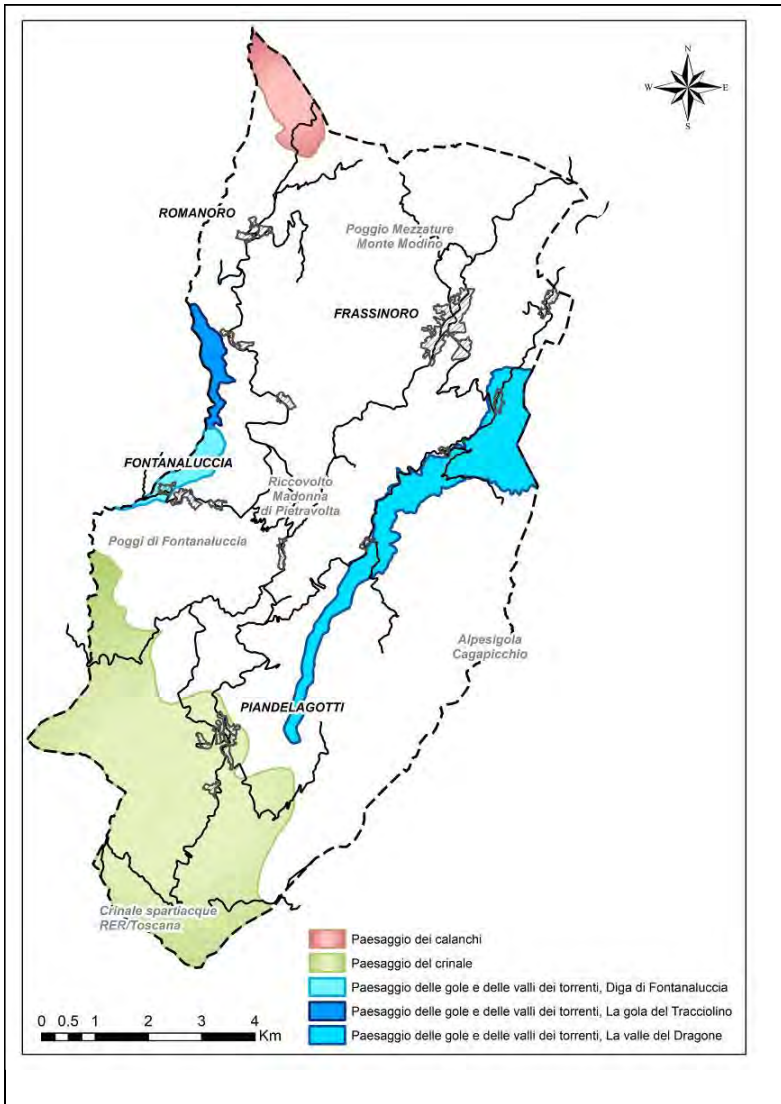 N
W E
S
ROMANORO
Poggio Mezzature
Monte Modino
FRASSINORO
FONTANALUCCIA
Riccovolto
Madonna
di Pietravolta
Poggi di Fontanaluccia
Alpesigola
Cagapicchio
PIANDELAGOTTI
Crinale spartiacque
RER/Toscana
Paesaggio dei calanchi
Paesaggio del crinale
Paesaggio delle gole e delle valli dei torrenti, Diga di Fontanaluccia
Paesaggio delle gole e delle valli dei torrenti, La gola del Tracciolino
Paesaggio delle gole e delle valli dei torrenti, La valle del Dragone
0 0.5 1 2 3 4
Km